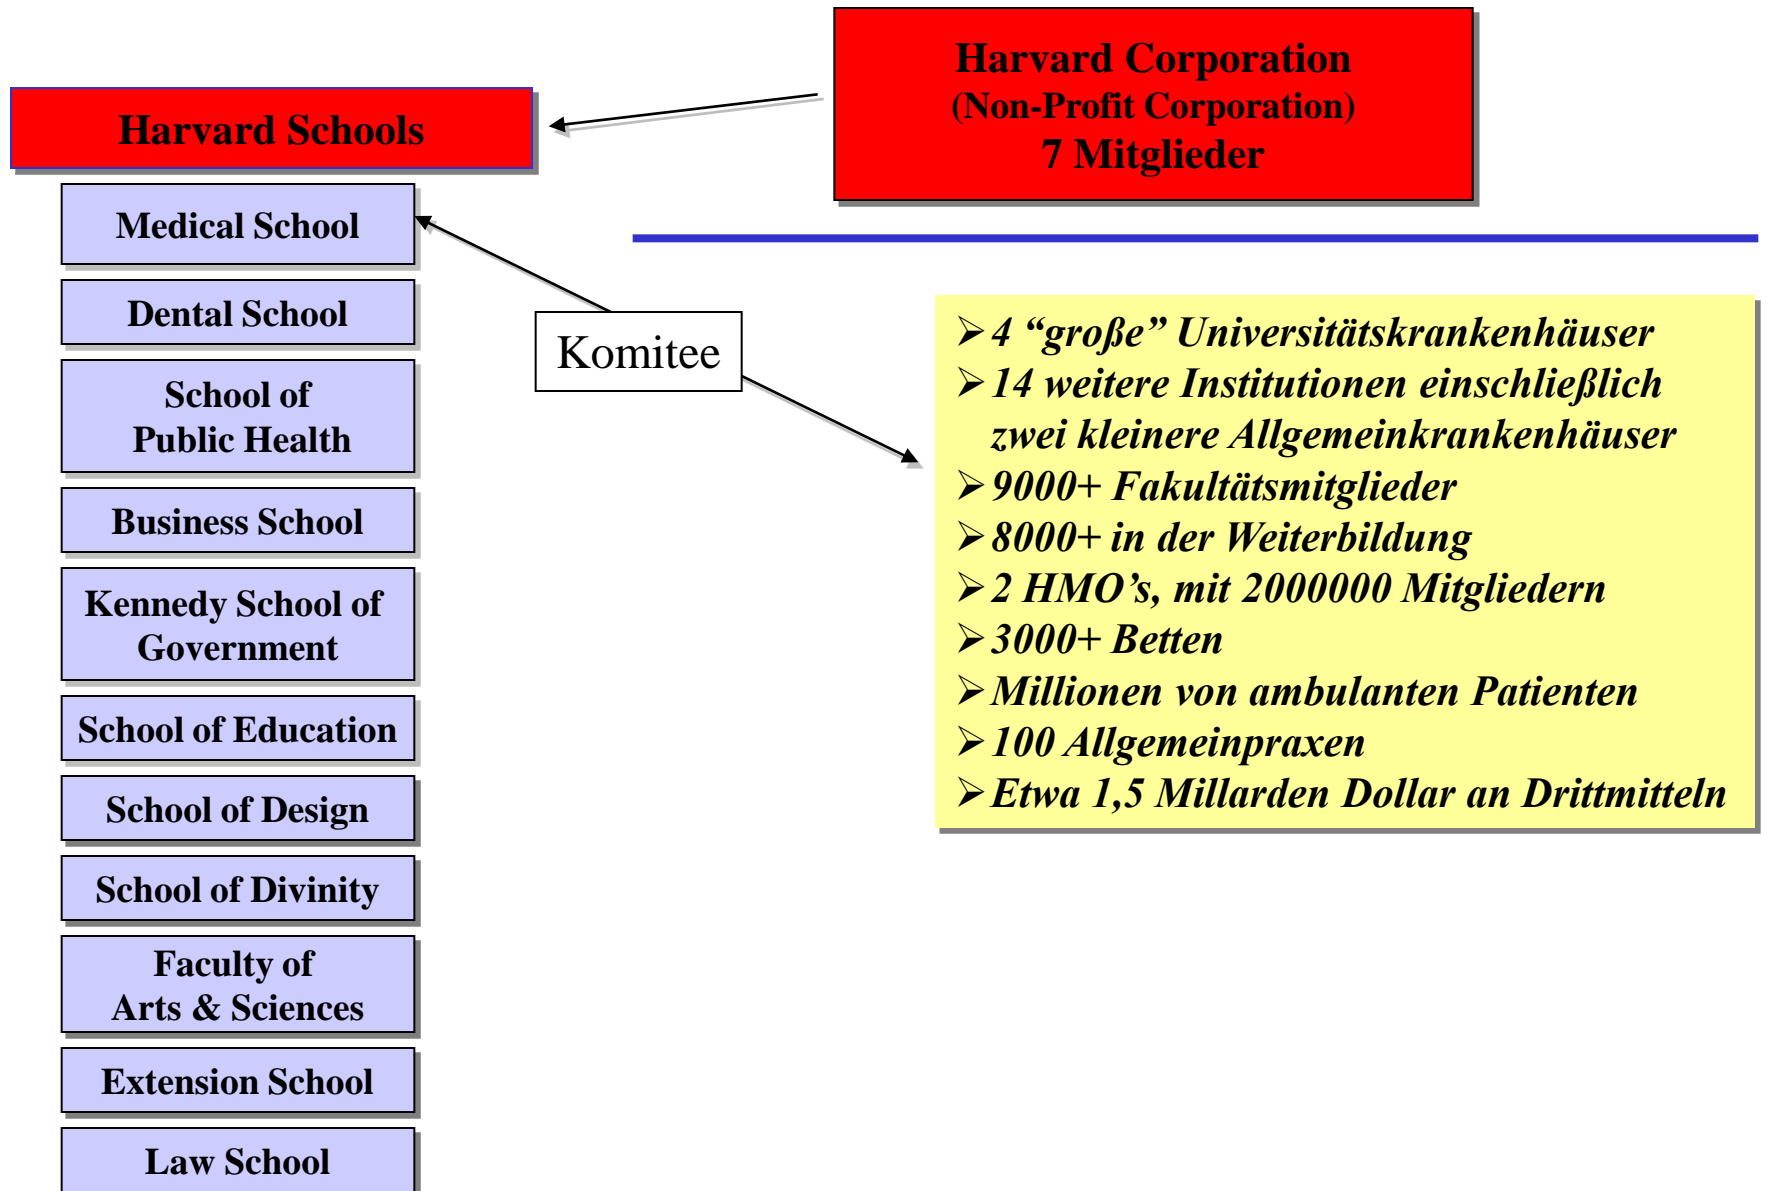 Harvard Corporation
(Non-Profit Corporation)
7 Mitglieder
Harvard Schools
Medical School
Dental School
School of
Public Health
Business School
Kennedy School of
Government
School of Education
School of Design
School of Divinity
Faculty of
Arts & Sciences
Extension School
Law School
Komitee
➢ 4 “große” Universitätskrankenhäuser
➢ 14 weitere Institutionen einschließlich
zwei kleinere Allgemeinkrankenhäuser
➢ 9000+ Fakultätsmitglieder
➢ 8000+ in der Weiterbildung
➢ 2 HMO’s, mit 2000000 Mitgliedern
➢ 3000+ Betten
➢ Millionen von ambulanten Patienten
➢ 100 Allgemeinpraxen
➢ Etwa 1,5 Millarden Dollar an Drittmitteln